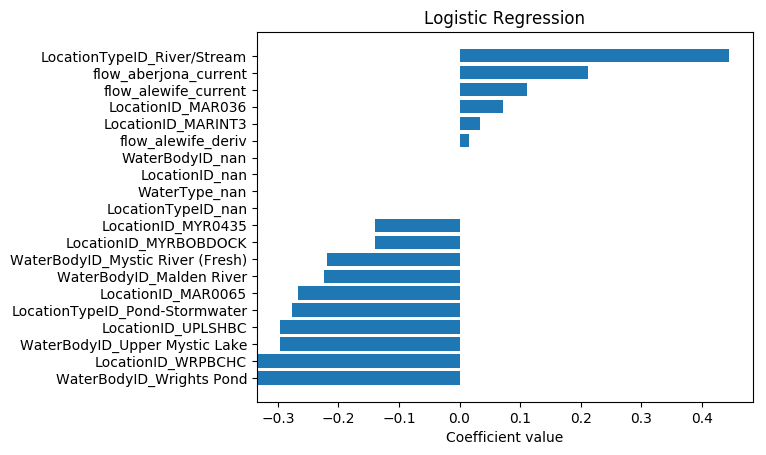 Logistic Regression
LocationTypeID_River/Stream
flow_aberjona_current
flow_alewife_current
LocationID_MAR036
LocationID_MARINT3
flow_alewife_deriv
WaterBodyID_nan
LocationID_nan
WaterType_nan
LocationTypeID_nan
LocationID_MYR0435
LocationID_MYRBOBDOCK
WaterBodyID_Mystic River (Fresh)
WaterBodyID_Malden River
LocationID_MAR0065
LocationTypeID_Pond-Stormwater
LocationID_UPLSHBC
WaterBodyID_Upper Mystic Lake
LocationID_WRPBCHC
WaterBodyID_Wrights Pond
−0.3 −0.2 −0.1 0.0 0.1 0.2 0.3 0.4
Coefficient value